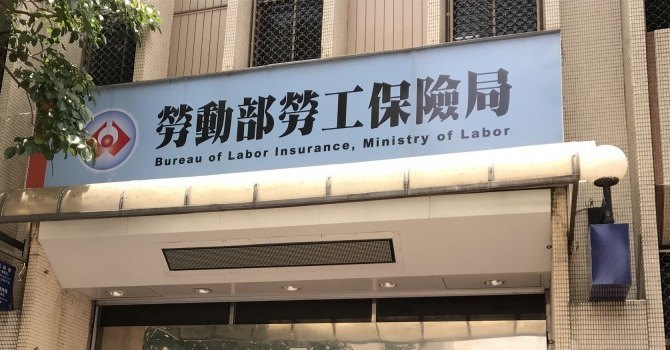 勞動部勞工保險局
Bureau of Labor Insurance, Ministry of Labor